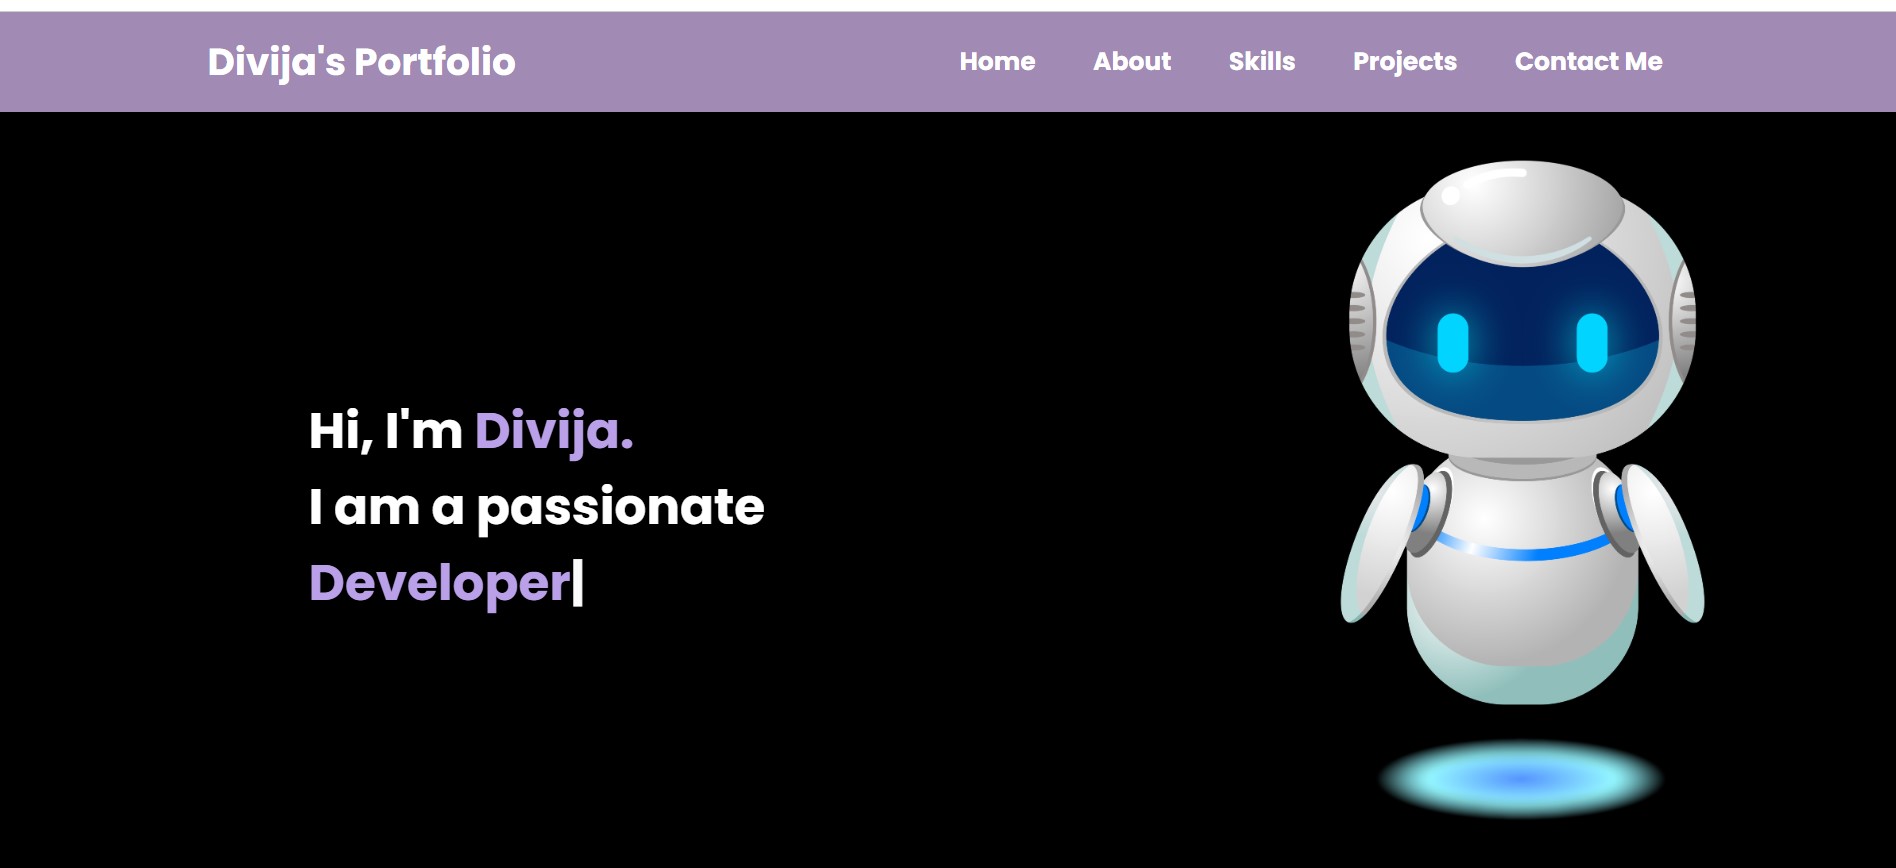 Divija's Portfolio
Home About Skills Projects Contact Me
Hi, I'm Divija.
I am a passionate
Developer|